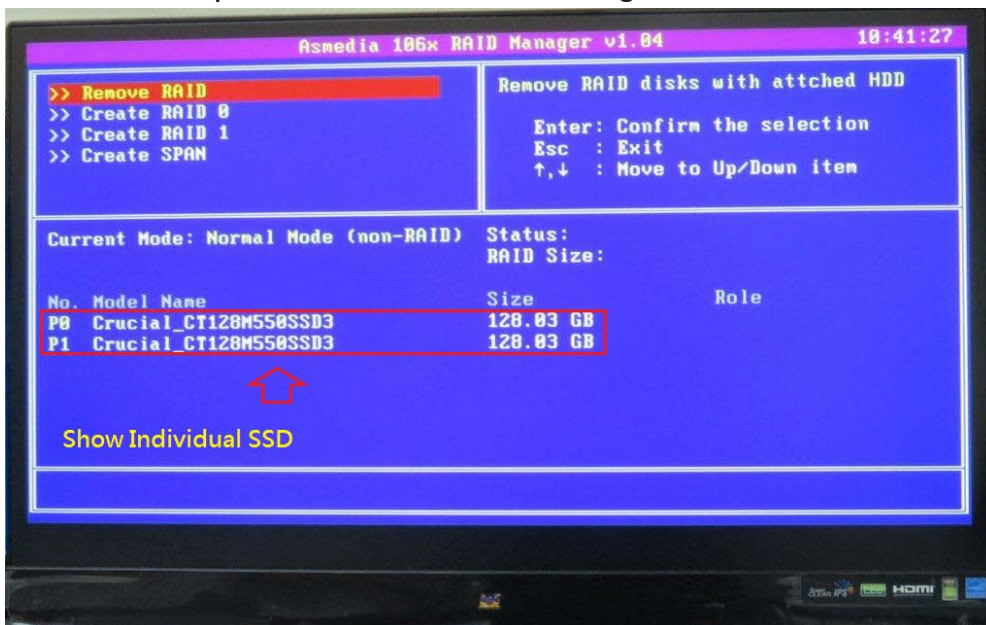 Asmedia 106x RAID Manager v1.04 10:41:27
>> Remove RAID
>> Create RAID 0
>> Create RAID 1
>> Create SPAN
Remove RAID disks with attched HDD
Enter: Confirm the selection
Esc : Exit
↑,↓ : Move to Up/Down item
Current Mode: Normal Mode (non-RAID)
Status:
RAID Size:
No. Model Name Size Role
P0 Crucial_CT128M550SSD3 128.03 GB
P1 Crucial_CT128M550SSD3 128.03 GB
Show Individual SSD
HDMI